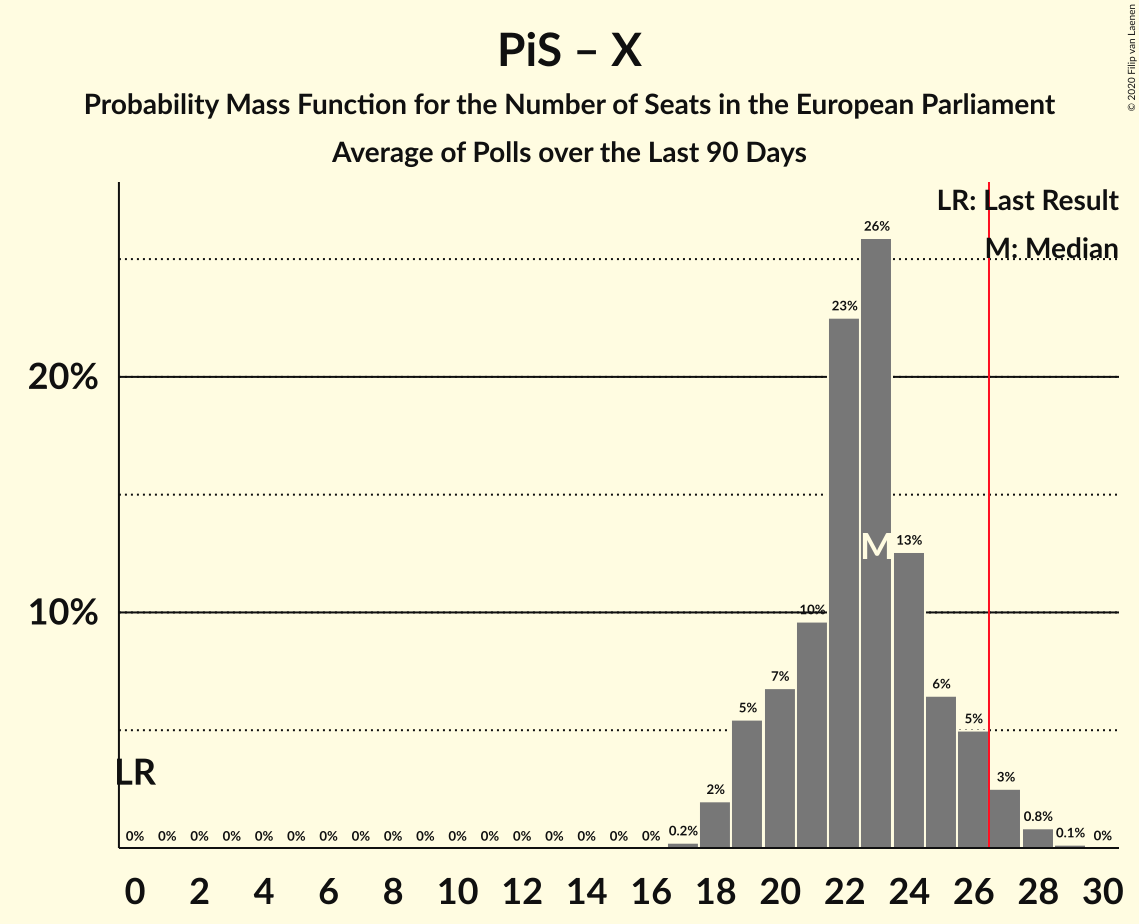 PiS – X
Probability Mass Function for the Number of Seats in the European Parliament
Average of Polls over the Last 90 Days
© 2020 Filip van Laenen
LR: Last Result
M: Median
26%
23%
20%
M
13%
10%
10%
7%
6%
5%
5%
LR
3%
2%
0% 0% 0% 0% 0% 0% 0% 0% 0% 0% 0% 0% 0% 0% 0% 0% 0% 0.2% 0.8% 0.1% 0%
0 2 4 6 8 10 12 14 16 18 20 22 24 26 28 30